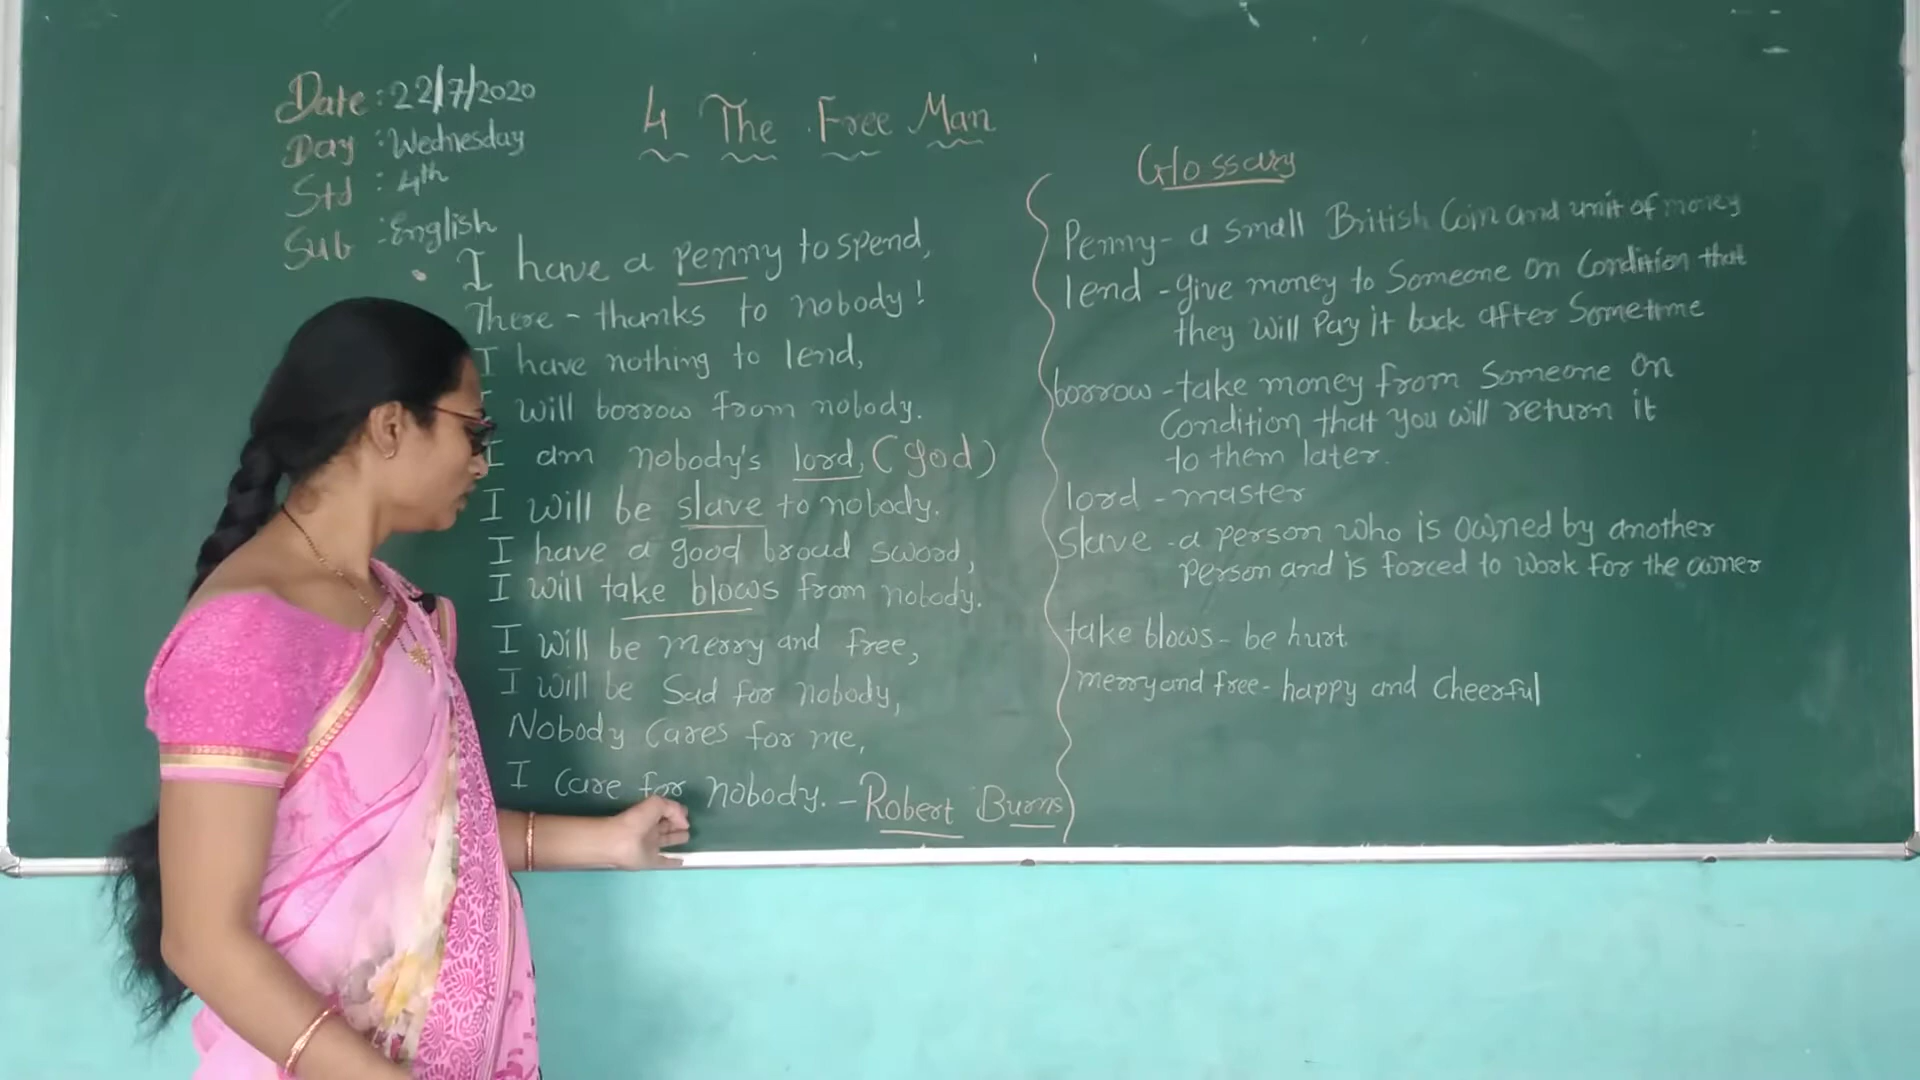 Date : 22/7/2020
Day : Wednesday
Std : 4th
Sub : English
4 The Free Man
I have a penny to spend,
There - thanks to nobody!
I have nothing to lend,
I will borrow from nobody.
I am nobody's lord, (god)
I will be slave to nobody.
I have a good broad sword,
I will take blows from nobody.
I will be merry and free,
I will be Sad for nobody,
Nobody Cares for me,
I Care for nobody. - Robert Burns
Glossary
Penny - a small British Coin and unit of money
lend - give money to Someone on Condition that
they will Pay it back after Sometime
borrow - take money from Someone on
Condition that you will return it
to them later.
lord - master
Slave - a person who is owned by another
person and is forced to work for the owner
take blows - be hurt
merry and free - happy and Cheerful